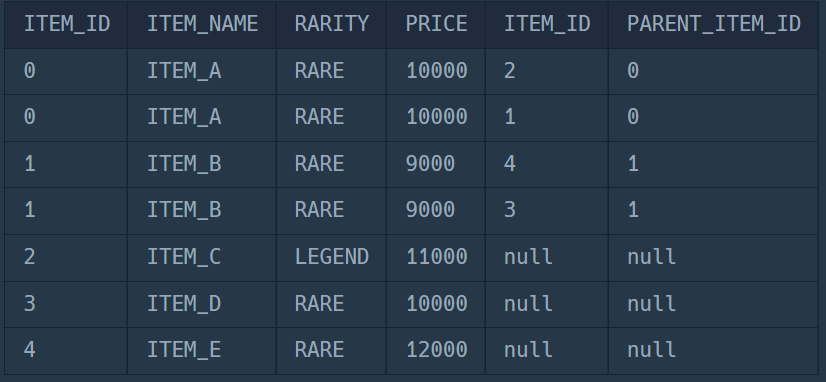 ITEM_ID ITEM_NAME RARITY PRICE ITEM_ID PARENT_ITEM_ID
0 ITEM_A RARE 10000 2 0
0 ITEM_A RARE 10000 1 0
1 ITEM_B RARE 9000 4 1
1 ITEM_B RARE 9000 3 1
2 ITEM_C LEGEND 11000 null null
3 ITEM_D RARE 10000 null null
4 ITEM_E RARE 12000 null null